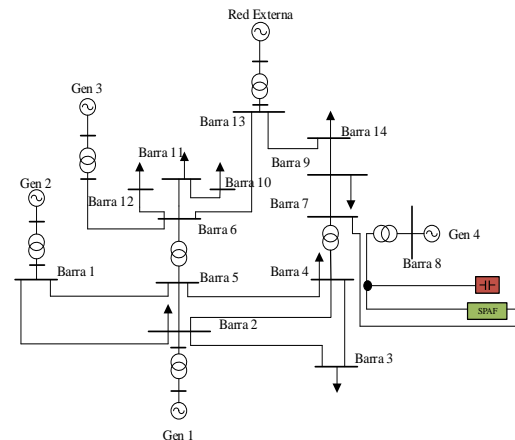 Red Externa
Gen 3
Barra 13
Barra 14
Barra 11
Barra 9
Gen 2
Barra 12
Barra 10
Barra 7
Barra 6
Gen 4
Barra 8
Barra 1
Barra 5
Barra 4
SPAF
Barra 2
Barra 3
Gen 1